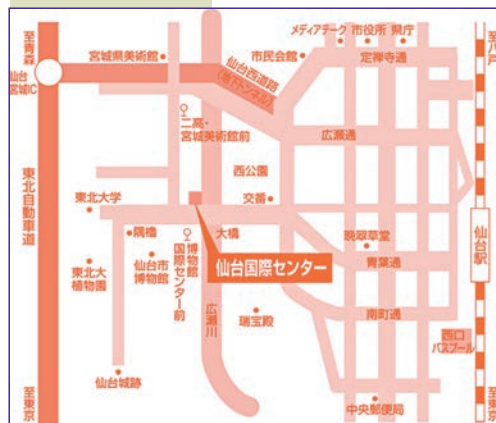 至青森
仙台
宮城IC
東北自動車道
至東京
宮城県美術館
仙台西道路
(地下トンネル)
市民会館
メディアテーク
市役所
県庁
定禅寺通
至八戸
二高・
宮城美術館前
広瀬通
西公園
交番
東北大学
隅櫓
仙台市
博物館
博物館
国際センター前
大橋
仙台国際センター
晩翠草堂
青葉通
仙台駅
東北大
植物園
広瀬川
瑞宝殿
南町通
西口
バスプール
仙台城跡
中央郵便局
至東京